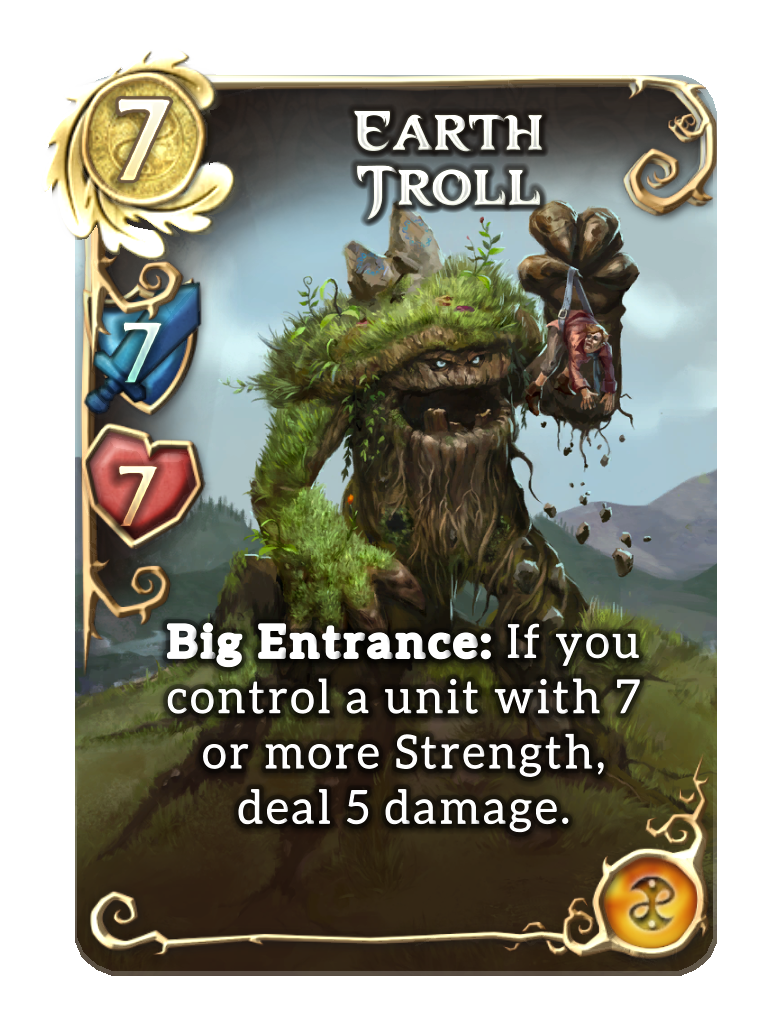 7
EARTH
TROLL
7
7
Big Entrance: If you
control a unit with 7
or more Strength,
deal 5 damage.